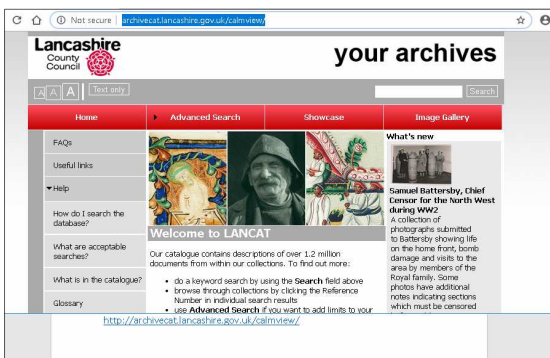 Not secure | archivecat.lancashire.gov.uk/calmview/
Lancashire
County
Council
your archives
A A A Text only
Search
Home
Advanced Search
Showcase
Image Gallery
FAQs
Useful links
Help
How do I search the
database?
What are acceptable
searches?
What is in the catalogue?
Glossary
Welcome to LANCAT
Our catalogue contains descriptions of over 1.2 million
documents from within our collections. To find out more:
• do a keyword search by using the Search field above
• browse through collections by clicking the Reference
Number in individual search results
• use Advanced Search if you want to add limits to your
What's new
Samuel Battersby, Chief
Censor for the North West
during WW2
A collection of
photographs submitted
to Battersby showing life
on the home front, bomb
damage and visits to the
area by members of the
Royal family. Some
photos have additional
notes indicating sections
which must be censored
http://archivecat.lancashire.gov.uk/calmview/